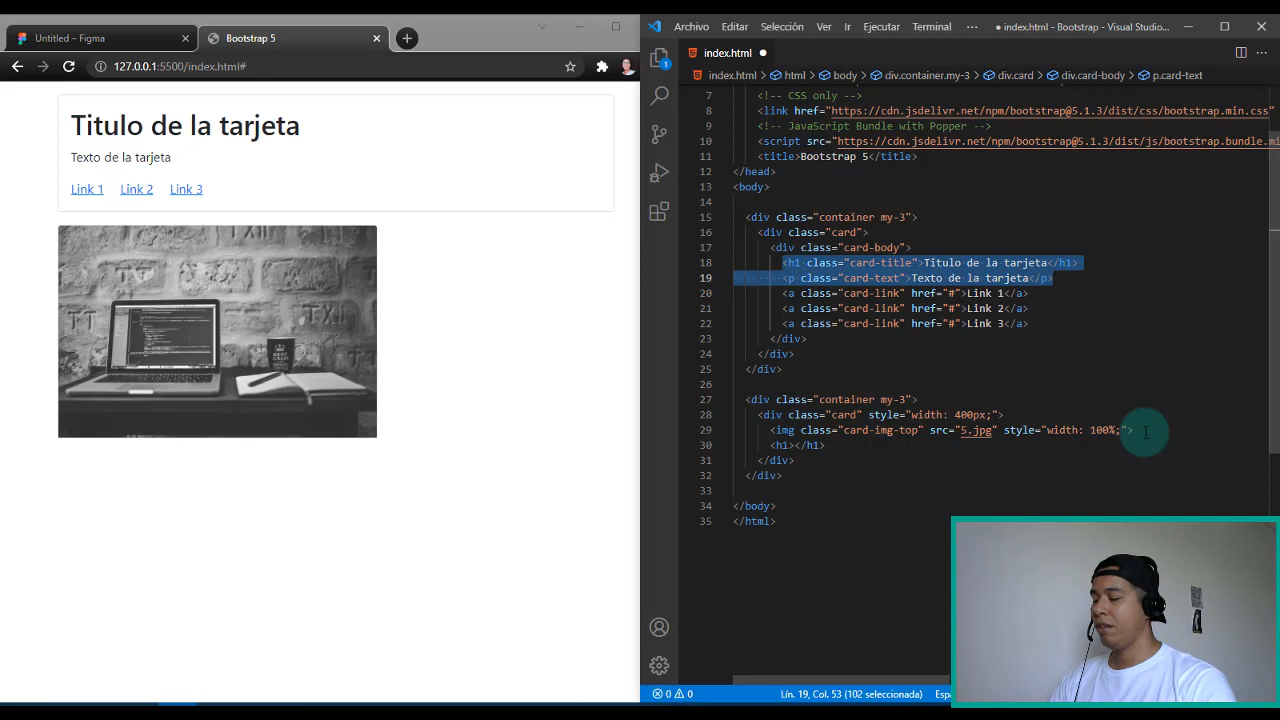 Untitled – Figma
Bootstrap 5
127.0.0.1:5500/index.html#
Titulo de la tarjeta
Texto de la tarjeta
Link 1 Link 2 Link 3
Archivo Editar Selección Ver Ir Ejecutar Terminal ··· ● index.html - Bootstrap - Visual Studio...
index.html ●
index.html > html > body > div.container.my-3 > div.card > div.card-body > p.card-text
1
7
8 <!-- CSS only -->
<link href="https://cdn.jsdelivr.net/npm/bootstrap@5.1.3/dist/css/bootstrap.min.css"
9 <!-- JavaScript Bundle with Popper -->
10 <script src="https://cdn.jsdelivr.net/npm/bootstrap@5.1.3/dist/js/bootstrap.bundle.mi
11 <title>Bootstrap 5</title>
12 </head>
13 <body>
14
15 <div class="container my-3">
16 <div class="card">
17 <div class="card-body">
18 <h1 class="card-title">Titulo de la tarjeta</h1>
19 <p class="card-text">Texto de la tarjeta</p>
20 <a class="card-link" href="#">Link 1</a>
21 <a class="card-link" href="#">Link 2</a>
22 <a class="card-link" href="#">Link 3</a>
23 </div>
24 </div>
25 </div>
26
27 <div class="container my-3">
28 <div class="card" style="width: 400px;">
29 <img class="card-img-top" src="5.jpg" style="width: 100%;">
30 <h1></h1>
31 </div>
32 </div>
33
34 </body>
35 </html>
0 0 Lín. 19, Col. 53 (102 seleccionada) Espa